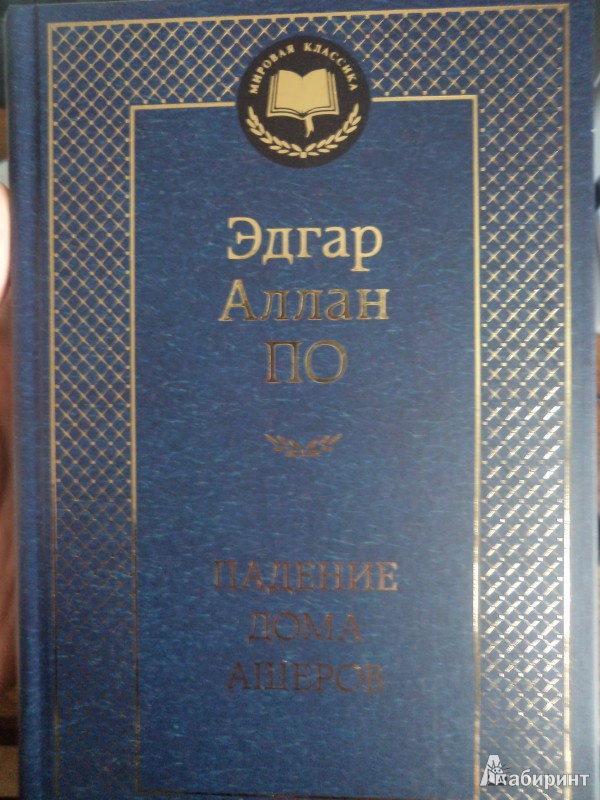 МИРОВАЯ КЛАССИКА
Эдгар
Аллан
ПО
ПАДЕНИЕ
ДОМА
АШЕРОВ
Лабиринт